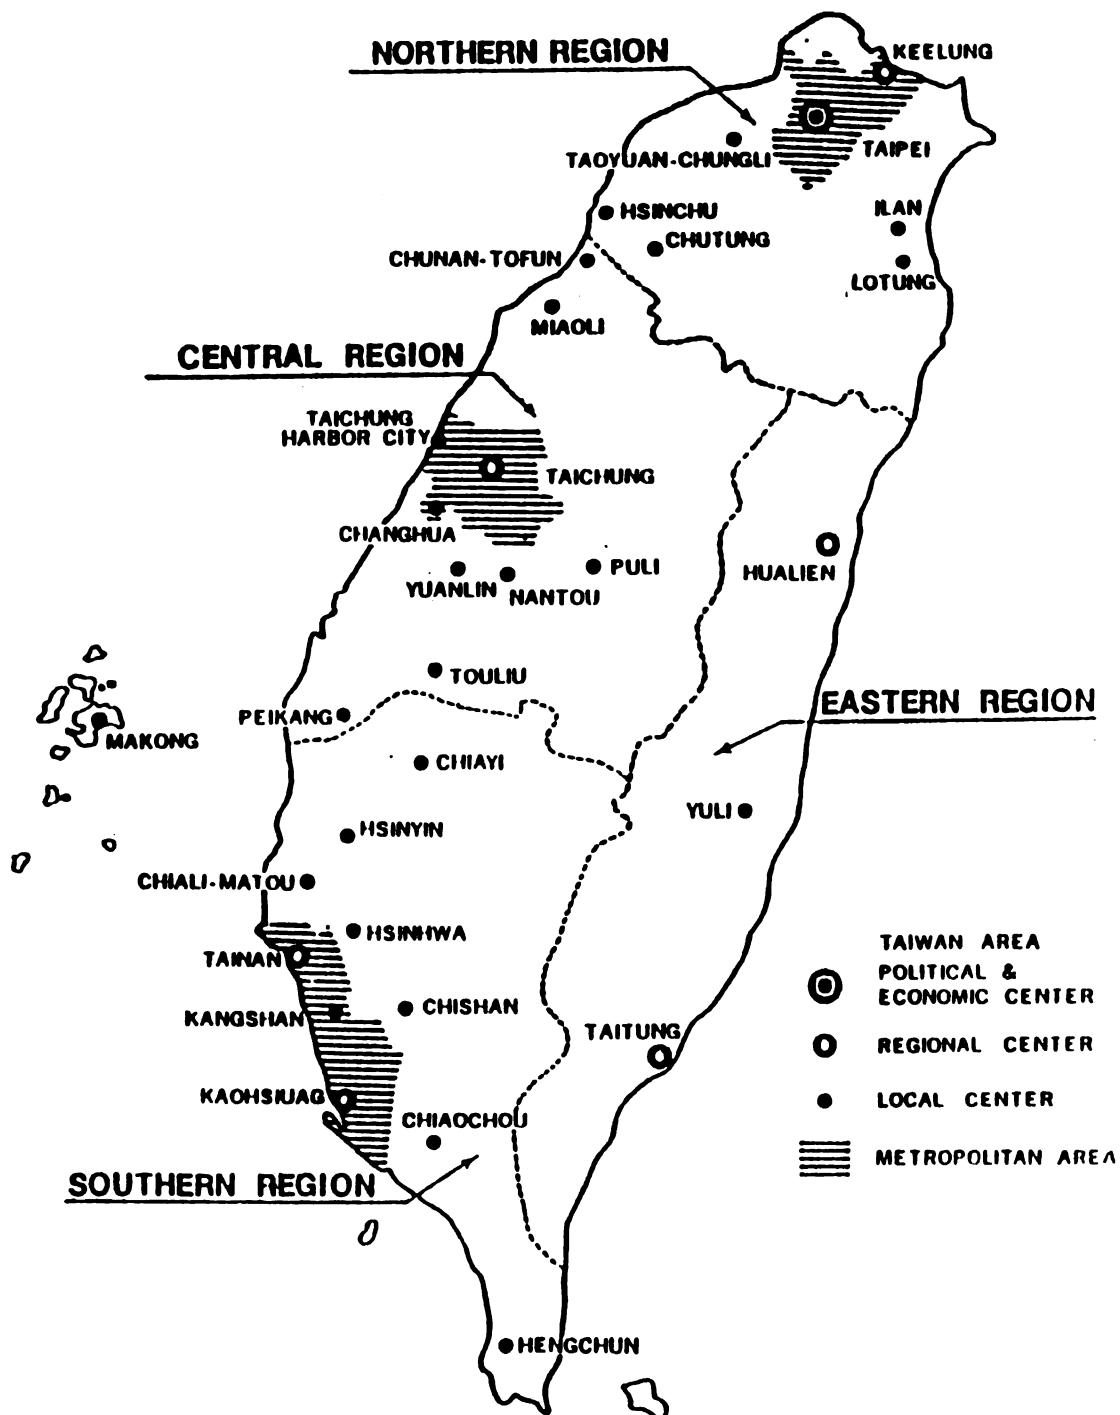 NORTHERN REGION
KEELUNG
TAIPEI
TAOYUAN-CHUNGLI
HSINCHU
ILAN
CHUTUNG
CHUNAN-TOFUN
LOTUNG
MIAOLI
CENTRAL REGION
TAICHUNG
HARBOR CITY
TAICHUNG
CHANGHUA
PULI
HUALIEN
YUANLIN
NANTOU
TOULIU
EASTERN REGION
PEIKANG
MAKONG
CHIAYI
YULI
HSINYIN
CHIALI-MATOU
HSINHWA
TAINAN
KANGSHAN
CHISHAN
TAITUNG
KAOHSIUAG
CHIAOCHOU
SOUTHERN REGION
HENGCHUN
TAIWAN AREA
POLITICAL &
ECONOMIC CENTER
REGIONAL CENTER
LOCAL CENTER
METROPOLITAN AREA